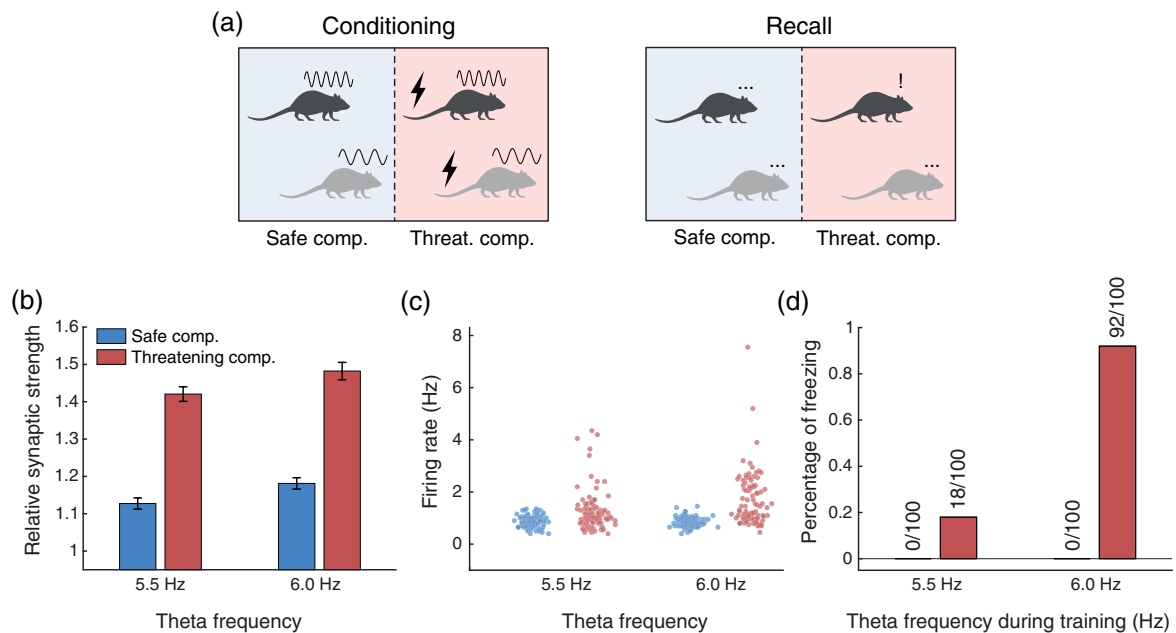 (a)
Conditioning
Recall
...
!
...
...
Safe comp.
Threat. comp.
Safe comp.
Threat. comp.
(b)
Relative synaptic strength
1.6
1.5
1.4
1.3
1.2
1.1
1
Safe comp.
Threatening comp.
5.5 Hz
6.0 Hz
Theta frequency
(c)
Firing rate (Hz)
8
6
4
2
0
5.5 Hz
6.0 Hz
Theta frequency
(d)
Percentage of freezing
1
0.8
0.6
0.4
0.2
0
0/100
18/100
0/100
92/100
5.5 Hz
6.0 Hz
Theta frequency during training (Hz)